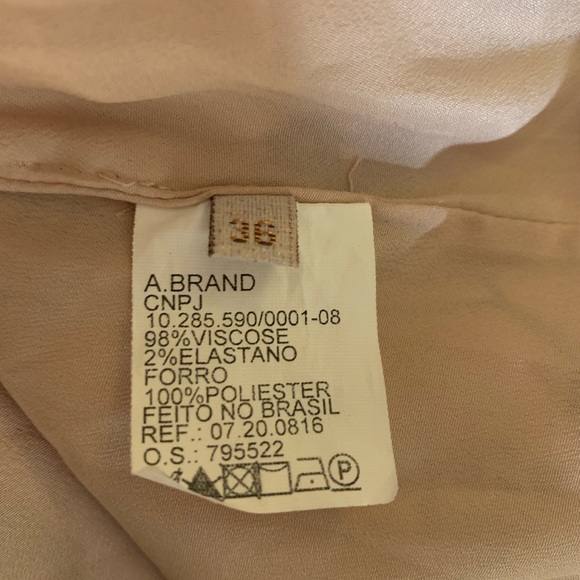 36
A.BRAND
CNPJ
10.285.590/0001-08
98%VISCOSE
2%ELASTANO
FORRO
100%POLIESTER
FEITO NO BRASIL
REF.: 07.20.0816
O.S.: 795522
P